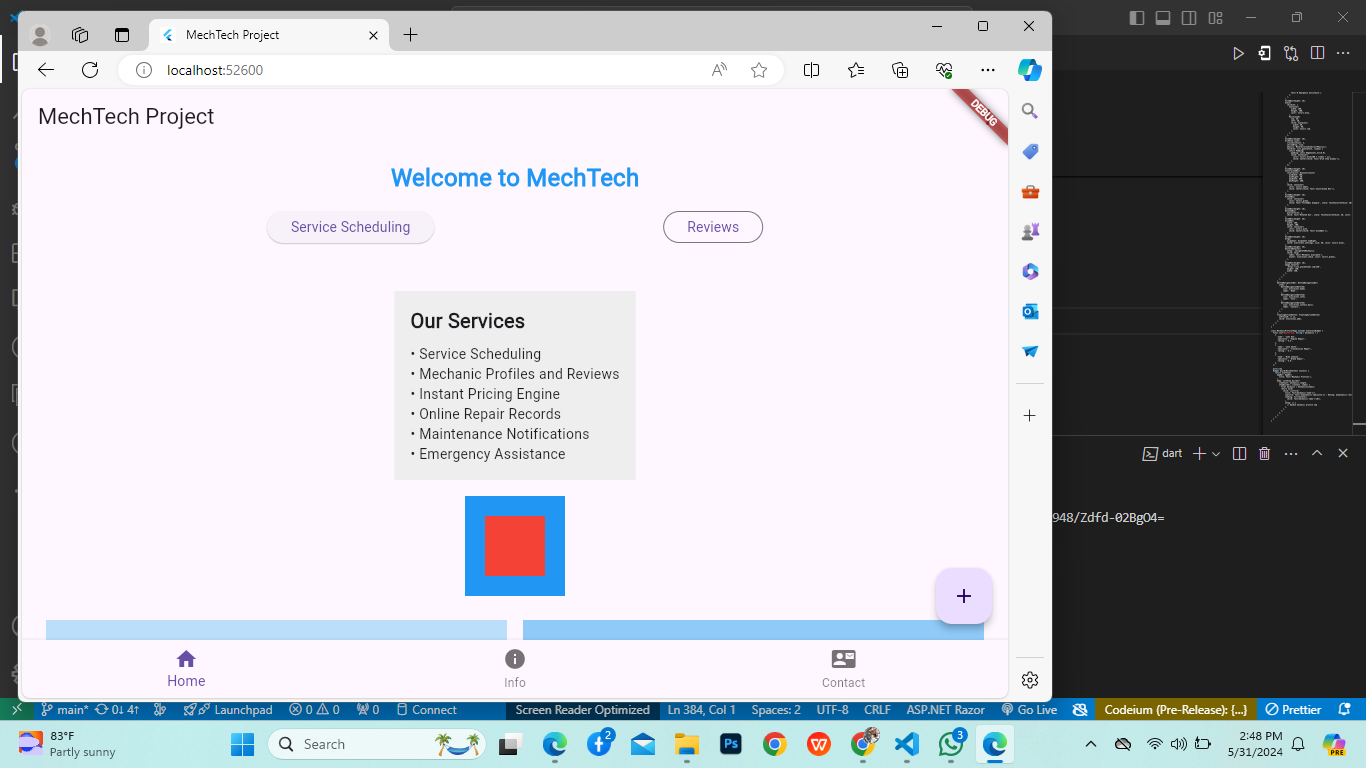 MechTech Project
localhost:52600
MechTech Project
DEBUG
Welcome to MechTech
Service Scheduling
Reviews
Our Services
• Service Scheduling
• Mechanic Profiles and Reviews
• Instant Pricing Engine
• Online Repair Records
• Maintenance Notifications
• Emergency Assistance
Home
Info
Contact
dart
948/Zdfd-02BgO4=
main* 0↓ 4↑ Launchpad 0 0 0 Connect Screen Reader Optimized Ln 384, Col 1 Spaces: 2 UTF-8 CRLF ASP.NET Razor Go Live Codeium (Pre-Release): {...} Prettier
83°F
Partly sunny
Search
2
Ps
3
2:48 PM
5/31/2024
PRE